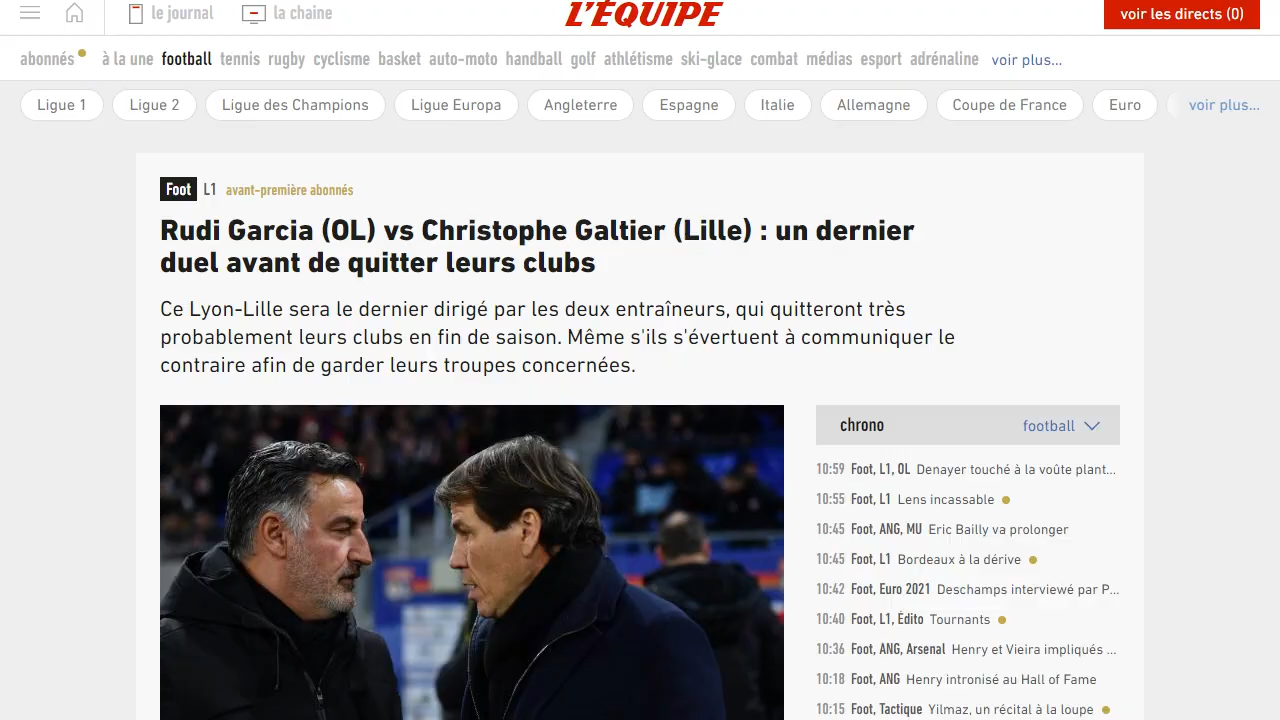 le journal
la chaine
L'ÉQUIPE
voir les directs (0)
abonnés à la une football tennis rugby cyclisme basket auto-moto handball golf athlétisme ski-glace combat médias esport adrénaline voir plus...
Ligue 1 Ligue 2 Ligue des Champions Ligue Europa Angleterre Espagne Italie Allemagne Coupe de France Euro voir plus...
Foot L1 avant-première abonnés
Rudi Garcia (OL) vs Christophe Galtier (Lille) : un dernier
duel avant de quitter leurs clubs
Ce Lyon-Lille sera le dernier dirigé par les deux entraîneurs, qui quitteront très
probablement leurs clubs en fin de saison. Même s'ils s'évertuent à communiquer le
contraire afin de garder leurs troupes concernées.
chrono football
10:59 Foot, L1, OL Denayer touché à la voûte plant...
10:55 Foot, L1 Lens incassable
10:45 Foot, ANG, MU Eric Bailly va prolonger
10:45 Foot, L1 Bordeaux à la dérive
10:42 Foot, Euro 2021 Deschamps interviewé par P...
10:40 Foot, L1, Édito Tournants
10:36 Foot, ANG, Arsenal Henry et Vieira impliqués ...
10:18 Foot, ANG Henry intronisé au Hall of Fame
10:15 Foot, Tactique Yilmaz, un récital à la loupe